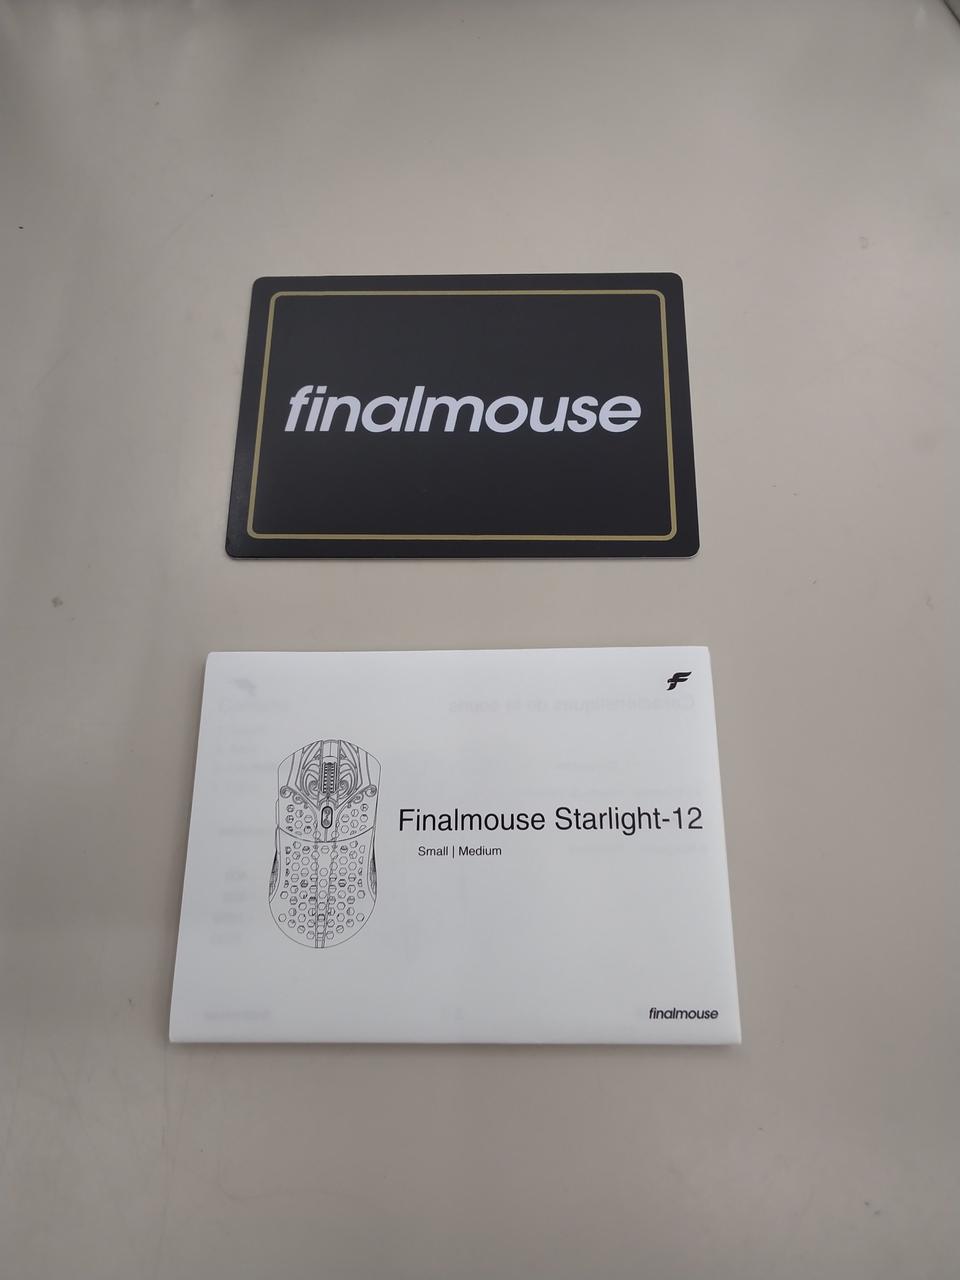 finalmouse
Finalmouse Starlight-12
Small | Medium
finalmouse